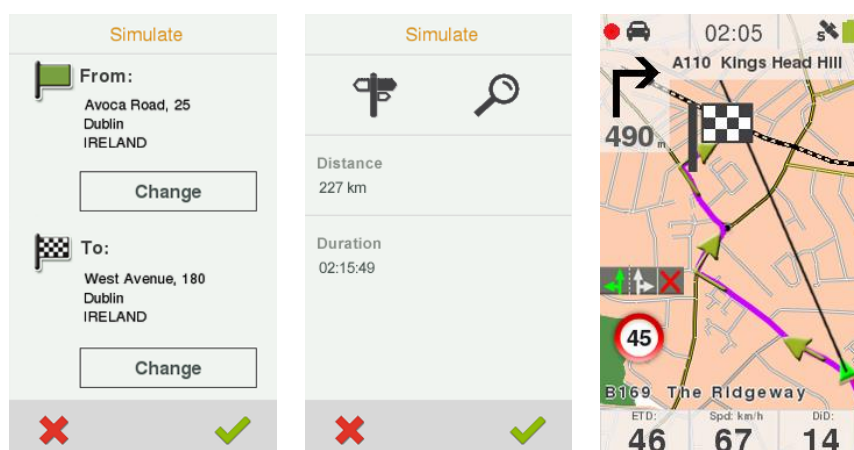 Simulate
From:
Avoca Road, 25
Dublin
IRELAND
Change
To:
West Avenue, 180
Dublin
IRELAND
Change
Simulate
Distance
227 km
Duration
02:15:49
02:05
S
A110 Kings Head Hill
490 m
45
B169 The Ridgeway
ETD: Spd: km/h DiD:
46 67 14